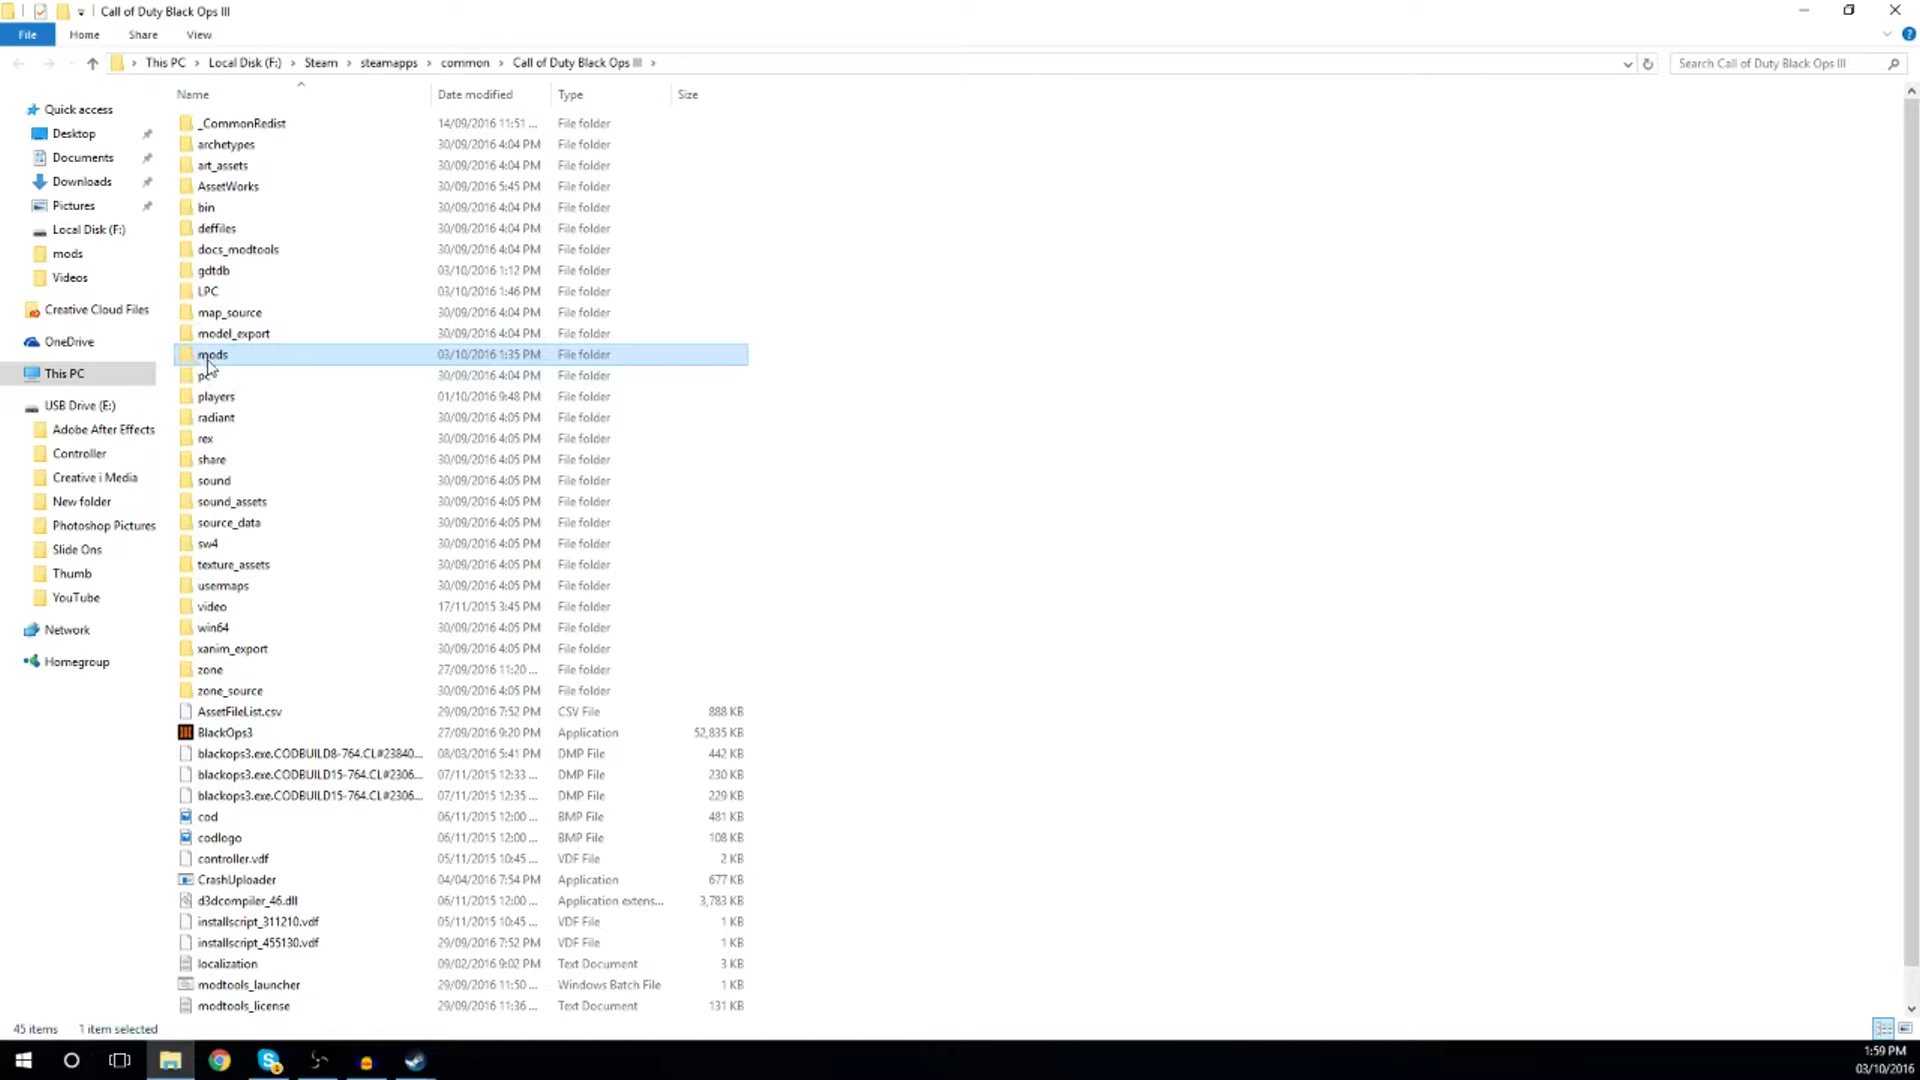 Call of Duty Black Ops III
File Home Share View
This PC Local Disk (F:) Steam steamapps common Call of Duty Black Ops III
Search Call of Duty Black Ops III
Name Date modified Type Size
Quick access
Desktop
Documents
Downloads
Pictures
Local Disk (F:)
mods
Videos
Creative Cloud Files
OneDrive
This PC
USB Drive (E:)
Adobe After Effects
Controller
Creative i Media
New folder
Photoshop Pictures
Slide Ons
Thumb
YouTube
Network
Homegroup
_CommonRedist 14/09/2016 11:51 ... File folder
archetypes 30/09/2016 4:04 PM File folder
art_assets 30/09/2016 4:04 PM File folder
AssetWorks 30/09/2016 5:45 PM File folder
bin 30/09/2016 4:04 PM File folder
deffiles 30/09/2016 4:04 PM File folder
docs_modtools 30/09/2016 4:04 PM File folder
gdtdb 03/10/2016 1:12 PM File folder
LPC 03/10/2016 1:46 PM File folder
map_source 30/09/2016 4:04 PM File folder
model_export 30/09/2016 4:04 PM File folder
mods 03/10/2016 1:35 PM File folder
30/09/2016 4:04 PM File folder
players 01/10/2016 9:48 PM File folder
radiant 30/09/2016 4:05 PM File folder
rex 30/09/2016 4:05 PM File folder
share 30/09/2016 4:05 PM File folder
sound 30/09/2016 4:05 PM File folder
sound_assets 30/09/2016 4:05 PM File folder
source_data 30/09/2016 4:05 PM File folder
sw4 30/09/2016 4:05 PM File folder
texture_assets 30/09/2016 4:05 PM File folder
usermaps 30/09/2016 4:05 PM File folder
video 17/11/2015 3:45 PM File folder
win64 30/09/2016 4:05 PM File folder
xanim_export 30/09/2016 4:05 PM File folder
zone 27/09/2016 11:20 ... File folder
zone_source 30/09/2016 4:05 PM File folder
AssetFileList.csv 29/09/2016 7:52 PM CSV File 888 KB
BlackOps3 27/09/2016 9:20 PM Application 52,835 KB
blackops3.exe.CODBUILD8-764.CL#23840... 08/03/2016 5:41 PM DMP File 442 KB
blackops3.exe.CODBUILD15-764.CL#2306... 07/11/2015 12:33 ... DMP File 230 KB
blackops3.exe.CODBUILD15-764.CL#2306... 07/11/2015 12:35 ... DMP File 229 KB
cod 06/11/2015 12:00 ... BMP File 481 KB
codlogo 06/11/2015 12:00 ... BMP File 108 KB
controller.vdf 05/11/2015 10:45 ... VDF File 2 KB
CrashUploader 04/04/2016 7:54 PM Application 677 KB
d3dcompiler_46.dll 06/11/2015 12:00 ... Application extens... 3,783 KB
installscript_311210.vdf 05/11/2015 10:45 ... VDF File 1 KB
installscript_455130.vdf 29/09/2016 7:52 PM VDF File 1 KB
localization 09/02/2016 9:02 PM Text Document 3 KB
modtools_launcher 29/09/2016 11:50 ... Windows Batch File 1 KB
modtools_license 29/09/2016 11:36 ... Text Document 131 KB
45 items 1 item selected
1:59 PM
03/10/2016